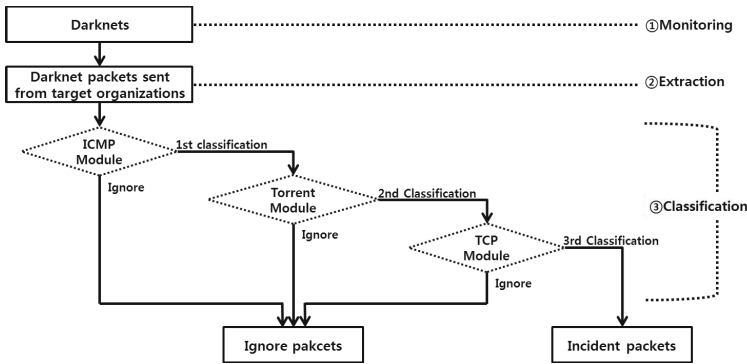 Darknets
①Monitoring
Darknet packets sent
from target organizations
②Extraction
ICMP
Module
1st classification
Ignore
Torrent
Module
2nd Classification
Ignore
③Classification
TCP
Module
3rd Classification
Ignore
Ignore pakcets
Incident packets